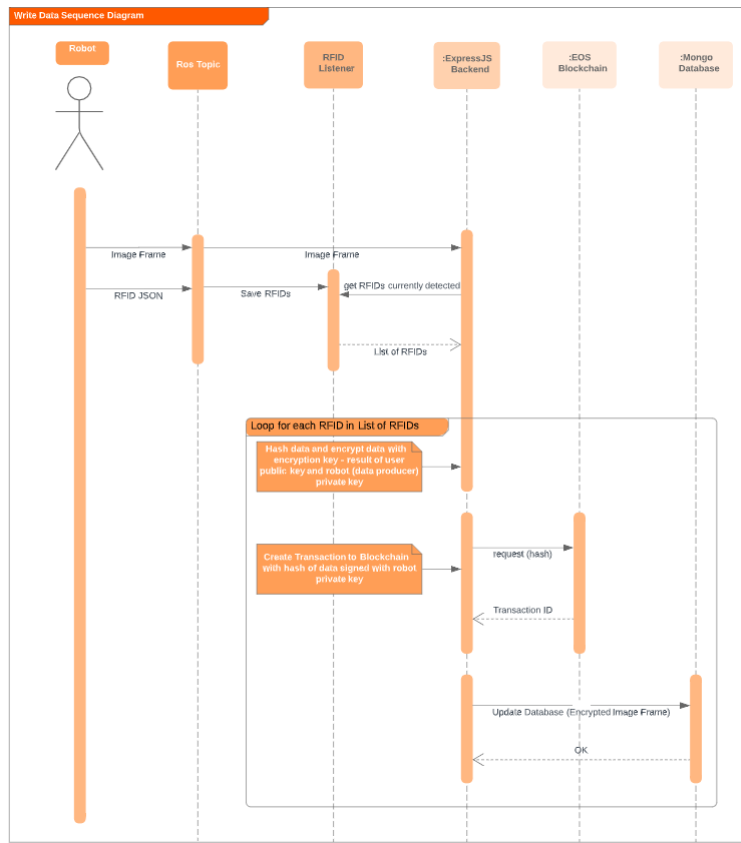 Write Data Sequence Diagram
Robot
Ros Topic
RFID
Listener
:ExpressJS
Backend
:EOS
Blockchain
:Mongo
Database
Image Frame
Image Frame
RFID JSON
Save RFIDs
get RFIDs currently detected
List of RFIDs
Loop for each RFID in List of RFIDs
Hash data and encrypt data with
encryption key - result of user
public key and robot (data producer)
private key
Create Transaction to Blockchain
with hash of data signed with robot
private key
request (hash)
Transaction ID
Update Database (Encrypted Image Frame)
OK